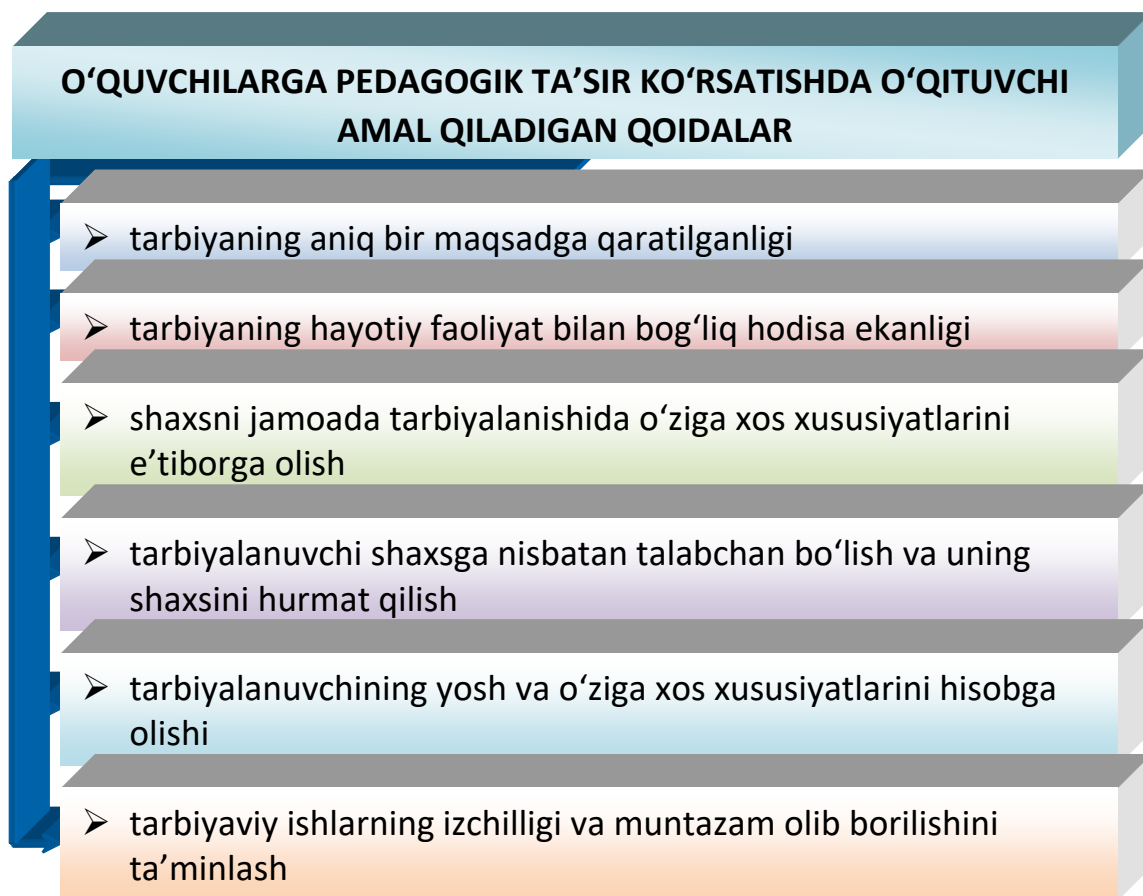 O‘QUVCHILARGA PEDAGOGIK TA’SIR KO‘RSATISHDA O‘QITUVCHI
AMAL QILADIGAN QOIDALAR
➢ tarbiyaning aniq bir maqsadga qaratilganligi
➢ tarbiyaning hayotiy faoliyat bilan bog‘liq hodisa ekanligi
➢ shaxsni jamoada tarbiyalanishida o‘ziga xos xususiyatlarini
e’tiborga olish
➢ tarbiyalanuvchi shaxsga nisbatan talabchan bo‘lish va uning
shaxsini hurmat qilish
➢ tarbiyalanuvchining yosh va o‘ziga xos xususiyatlarini hisobga
olishi
➢ tarbiyaviy ishlarning izchilligi va muntazam olib borilishini
ta’minlash